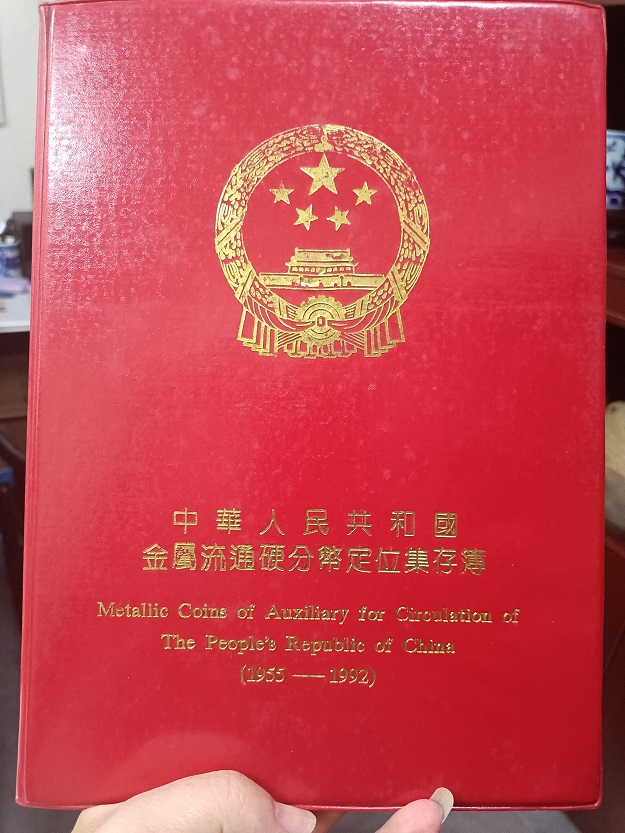 中華人民共和國
金屬流通硬分幣定位集存簿
Metallic Coins of Auxiliary for Circulation of
The People's Republic of China
(1955——1992)